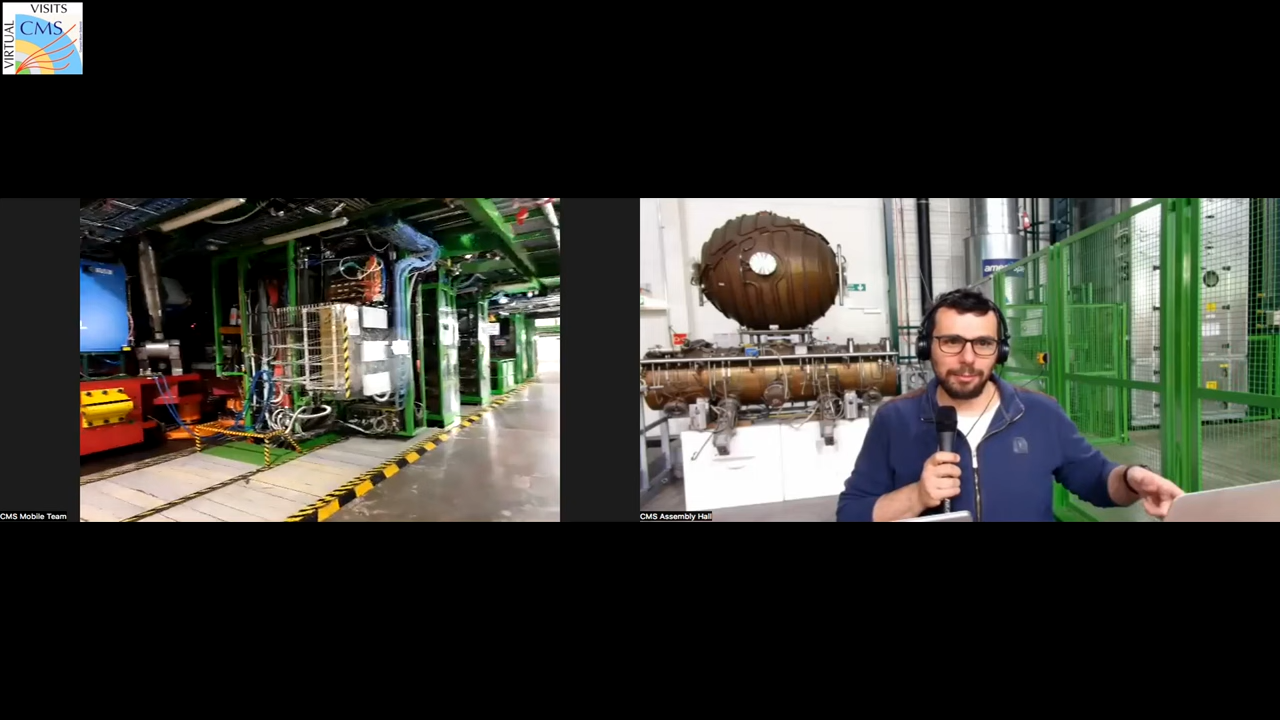 VISITS
CMS
VIRTUAL
CMS Mobile Team
CMS Assembly Hall